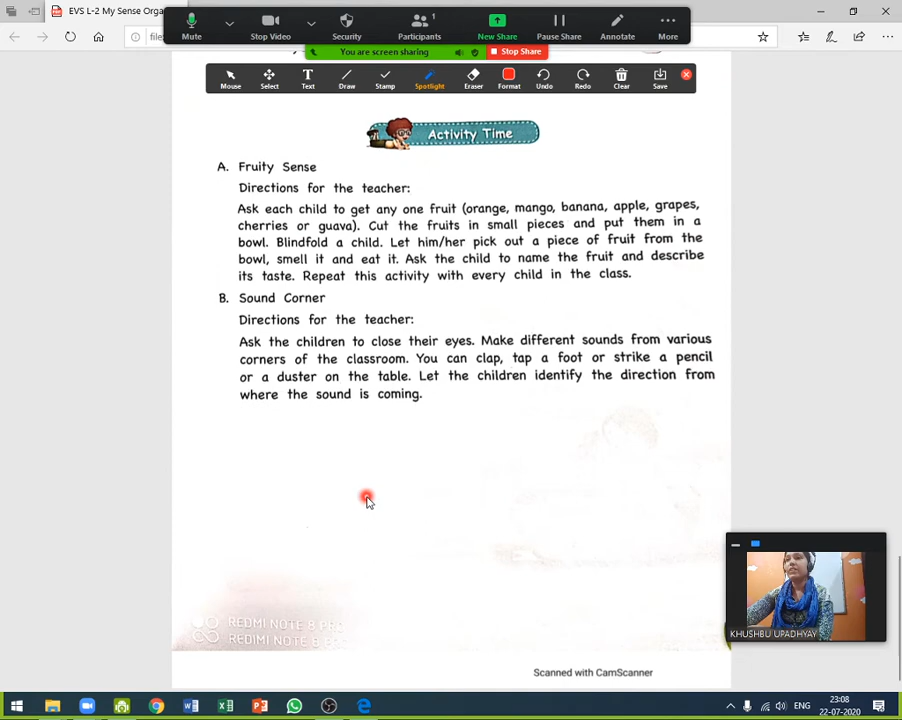 EVS L-2 My Sense Orga
Mute
Stop Video
Security
Participants
1
New Share
Pause Share
Annotate
More
You are screen sharing
Stop Share
Mouse
Select
Text
Draw
Stamp
Spotlight
Eraser
Format
Undo
Redo
Clear
Save
Activity Time
A. Fruity Sense
Directions for the teacher:
Ask each child to get any one fruit (orange, mango, banana, apple, grapes,
cherries or guava). Cut the fruits in small pieces and put them in a
bowl. Blindfold a child. Let him/her pick out a piece of fruit from the
bowl, smell it and eat it. Ask the child to name the fruit and describe
its taste. Repeat this activity with every child in the class.
B. Sound Corner
Directions for the teacher:
Ask the children to close their eyes. Make different sounds from various
corners of the classroom. You can clap, tap a foot or strike a pencil
or a duster on the table. Let the children identify the direction from
where the sound is coming.
KHUSHBU UPADHYAY
REDMI NOTE 8 PRO
REDIMI NOTE 8 PR
Scanned with CamScanner
ENG
23:08
22-07-2020